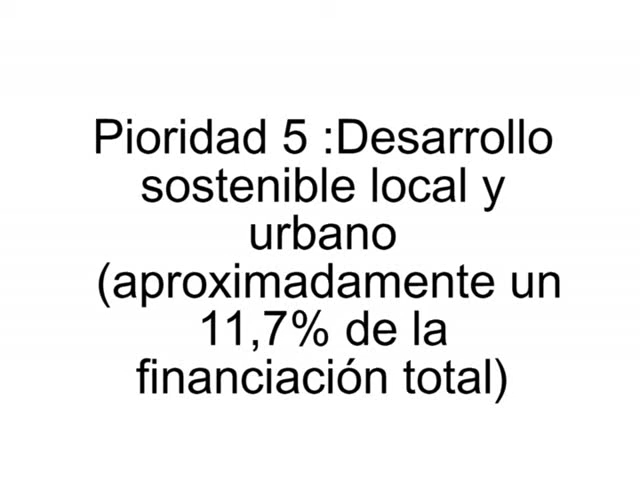 Pioridad 5 :Desarrollo
sostenible local y
urbano
(aproximadamente un
11,7% de la
financiación total)